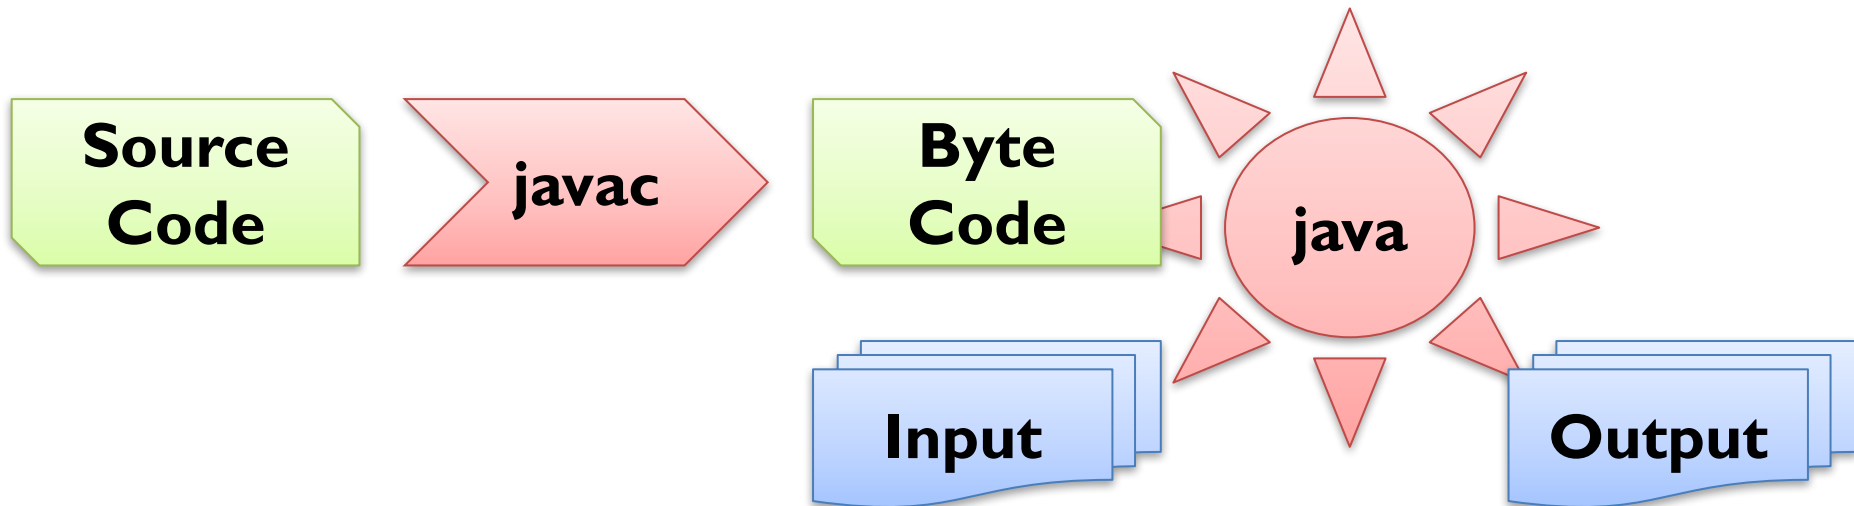 Source
Code
javac
Byte
Code
java
Input
Output